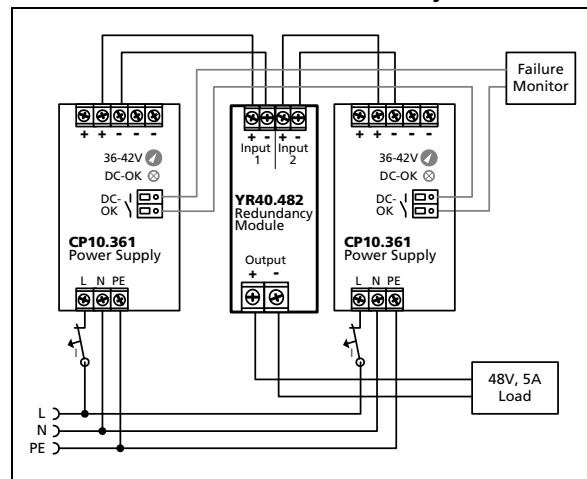 Failure
Monitor
+ + - - -
+ - + -
Input
1
Input
2
+ + - - -
36-42V
DC-OK
DC-
OK
CP10.361
Power Supply
L N PE
YR40.482
Redundancy
Module
Output
+ -
36-42V
DC-OK
DC-
OK
CP10.361
Power Supply
L N PE
I
I
48V, 5A
Load
L
N
PE